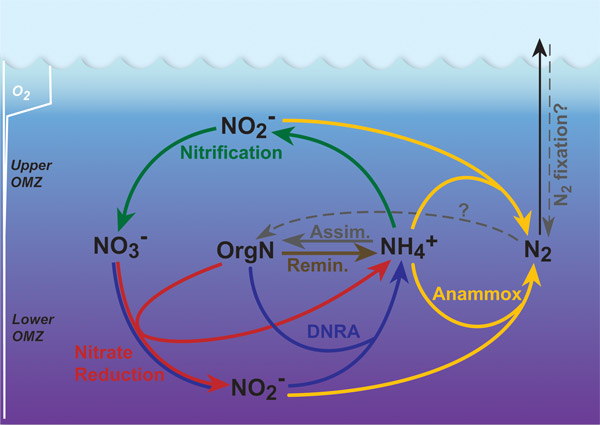 O2
N2 fixation?
NO2-
Nitrification
Upper
OMZ
?
Assim.
NO3-
OrgN
NH4+
N2
Remin.
Anammox
Lower
OMZ
DNRA
Nitrate
Reduction
NO2-